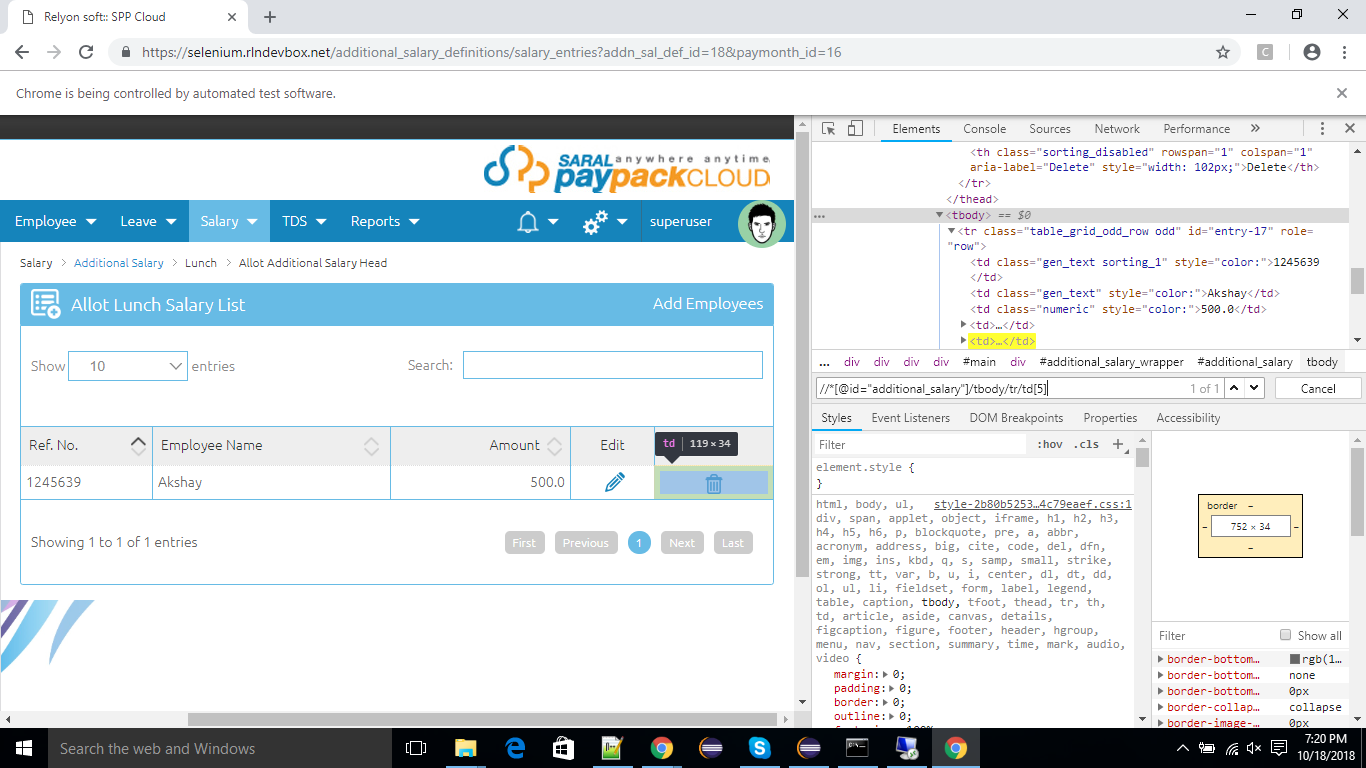 Relyon soft:: SPP Cloud
https://selenium.rlndevbox.net/additional_salary_definitions/salary_entries?addn_sal_def_id=18&paymonth_id=16
C
Chrome is being controlled by automated test software.
SARAL anywhere anytime
paypackCLOUD
Employee Leave Salary TDS Reports superuser
Salary > Additional Salary > Lunch > Allot Additional Salary Head
Allot Lunch Salary List Add Employees
Show 10 entries Search:
Ref. No. Employee Name Amount Edit
td 119 × 34
1245639 Akshay 500.0
Showing 1 to 1 of 1 entries First Previous 1 Next Last
Elements Console Sources Network Performance »
<th class="sorting_disabled" rowspan="1" colspan="1"
aria-label="Delete" style="width: 102px;">Delete</th>
</tr>
</thead>
... <tbody> == $0
<tr class="table_grid_odd_row odd" id="entry-17" role=
"row">
<td class="gen_text sorting_1" style="color:">1245639
</td>
<td class="gen_text" style="color:">Akshay</td>
<td class="numeric" style="color:">500.0</td>
<td>…</td>
<td>…</td>
... div div div div #main div #additional_salary_wrapper #additional_salary tbody
//*[@id="additional_salary"]/tbody/tr/td[5] 1 of 1 Cancel
Styles Event Listeners DOM Breakpoints Properties Accessibility
Filter :hov .cls +
element.style {
}
html, body, ul, style-2b80b5253…4c79eaef.css:1
div, span, applet, object, iframe, h1, h2, h3,
h4, h5, h6, p, blockquote, pre, a, abbr,
acronym, address, big, cite, code, del, dfn,
em, img, ins, kbd, q, s, samp, small, strike,
strong, tt, var, b, u, i, center, dl, dt, dd,
ol, ul, li, fieldset, form, label, legend,
table, caption, tbody, tfoot, thead, tr, th,
td, article, aside, canvas, details,
figcaption, figure, footer, header, hgroup,
menu, nav, section, summary, time, mark, audio,
video {
margin: 0;
padding: 0;
border: 0;
outline: 0;
border –
– 752 × 34 –
–
Filter Show all
border-bottom… rgb(1…
border-bottom… none
border-bottom… 0px
border-collap… collapse
border-image-… 0px
Search the web and Windows
7:20 PM
10/18/2018